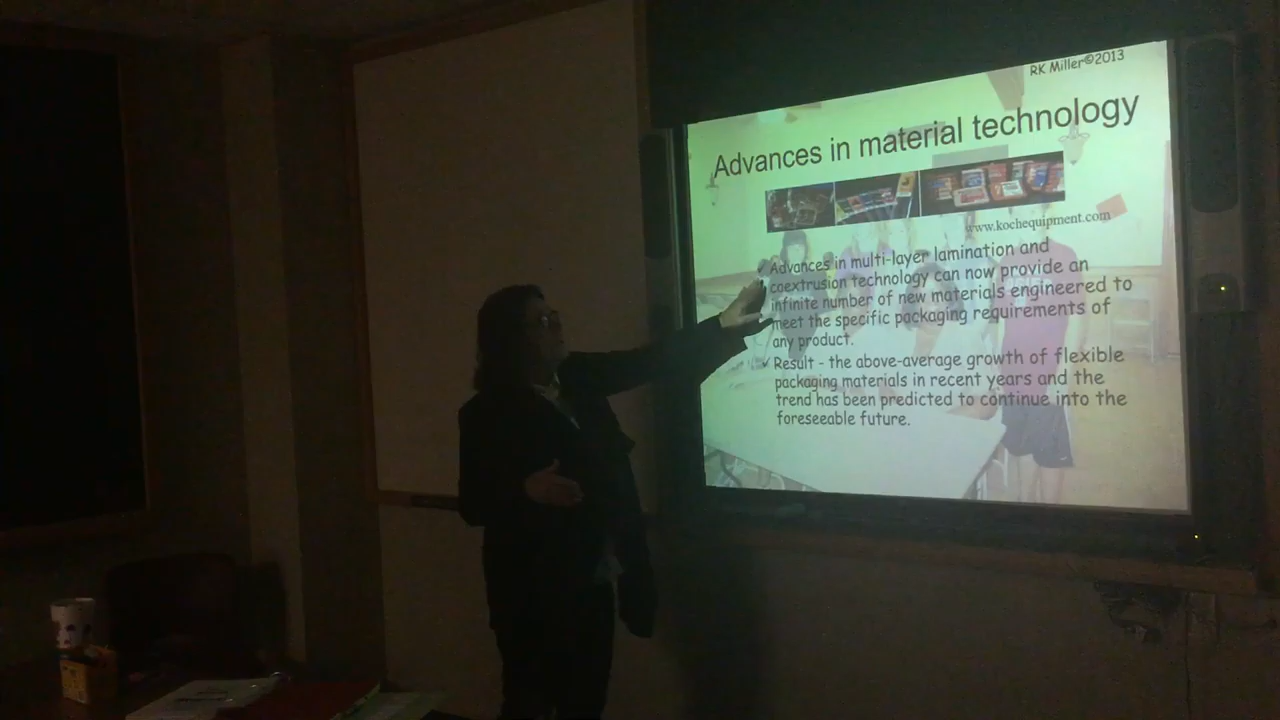 RK Miller©2013
Advances in material technology
www.kochequipment.com
✓ Advances in multi-layer lamination and
coextrusion technology can now provide an
infinite number of new materials engineered to
meet the specific packaging requirements of
any product.
✓ Result - the above-average growth of flexible
packaging materials in recent years and the
trend has been predicted to continue into the
foreseeable future.